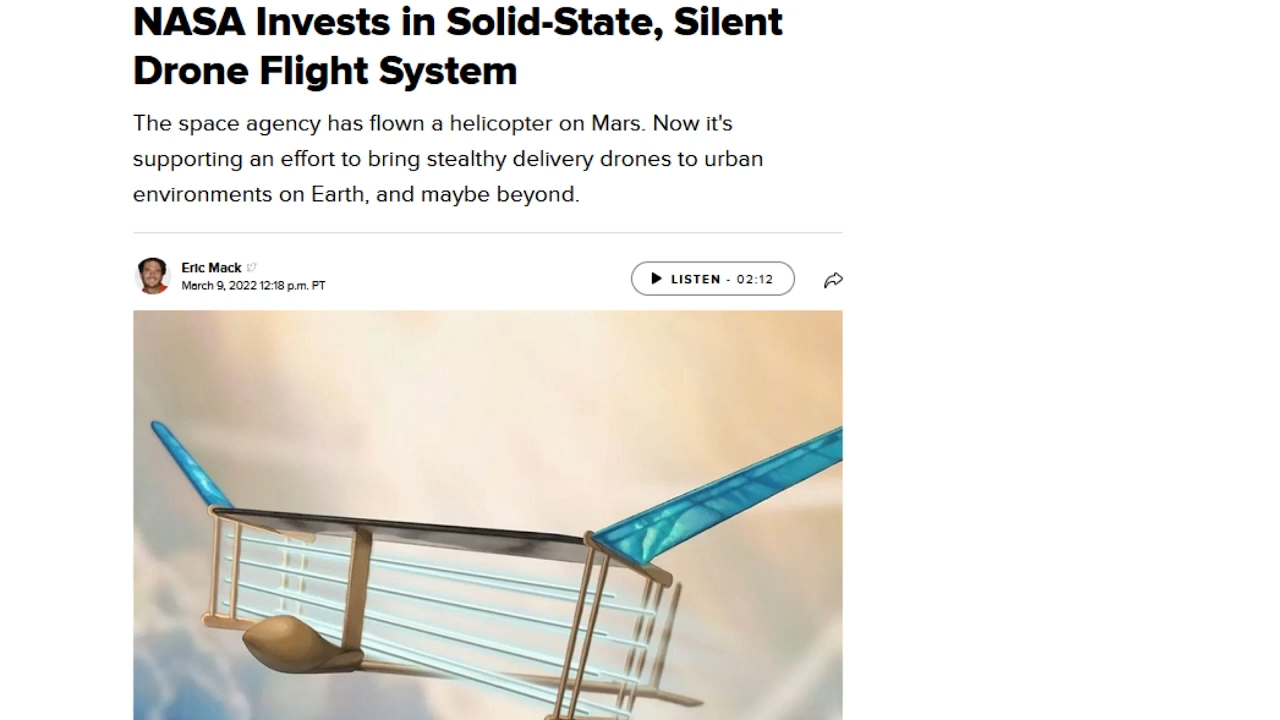 NASA Invests in Solid-State, Silent
Drone Flight System
The space agency has flown a helicopter on Mars. Now it's
supporting an effort to bring stealthy delivery drones to urban
environments on Earth, and maybe beyond.
Eric Mack
March 9, 2022 12:18 p.m. PT
LISTEN - 02:12